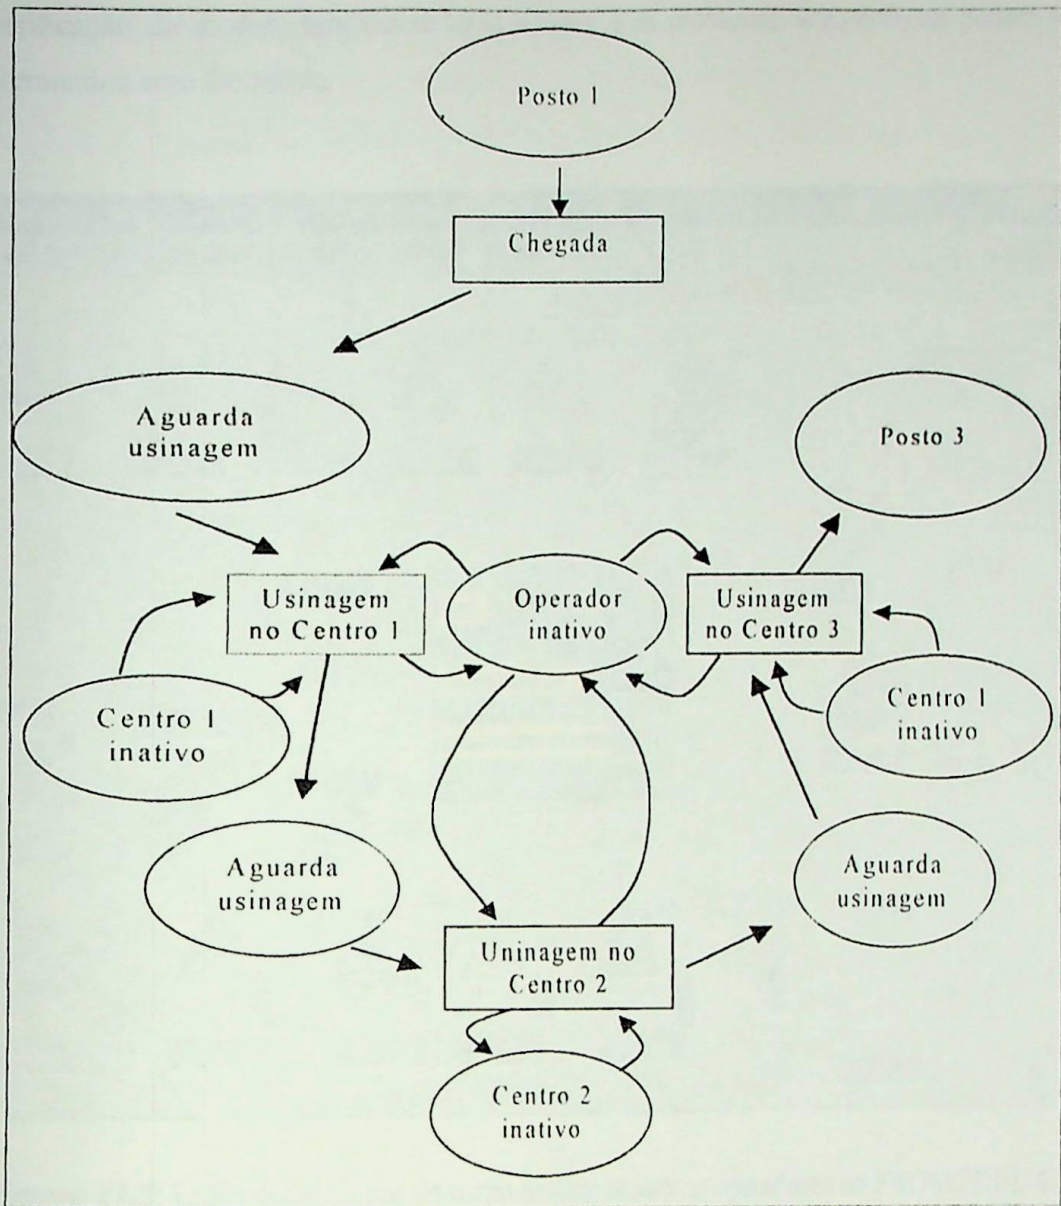 Posto 1
Chegada
Aguarda
usinagem
Posto 3
Usinagem
no Centro 1
Operador
inativo
Usinagem
no Centro 3
Centro 1
inativo
Centro 1
inativo
Aguarda
usinagem
Aguarda
usinagem
Uninagem no
Centro 2
Centro 2
inativo